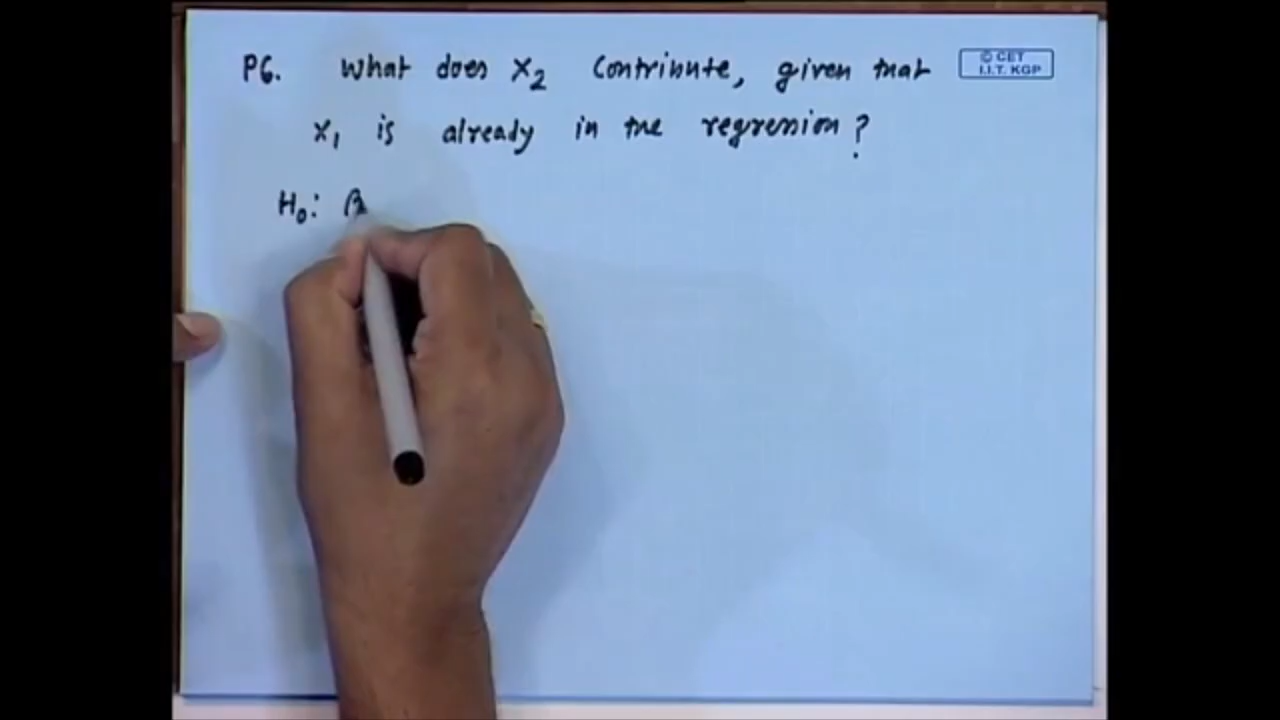 P6. What does X₂ contribute, given that
© CET
I.I.T. KGP
X₁ is already in the regression?
H₀: β